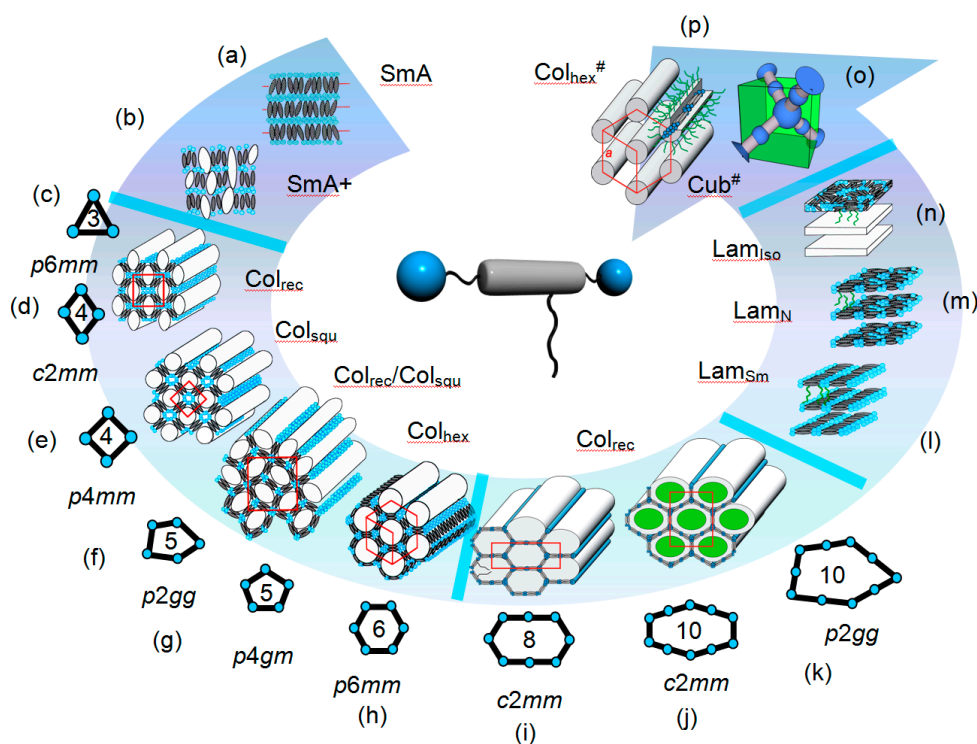 (p)
(a)
SmA
Col_hex^#
(o)
(b)
a
SmA+
Cub^#
(c)
3
(n)
p6mm
Lam_Iso
Col_rec
(d)
4
(m)
Lam_N
Col_squ
c2mm
Lam_Sm
Col_rec/Col_squ
(e)
4
Col_hex
Col_rec
(l)
p4mm
5
(f)
10
p2gg
5
6
8
10
p2gg
(g)
p4gm
(k)
p6mm
c2mm
c2mm
(h)
(i)
(j)